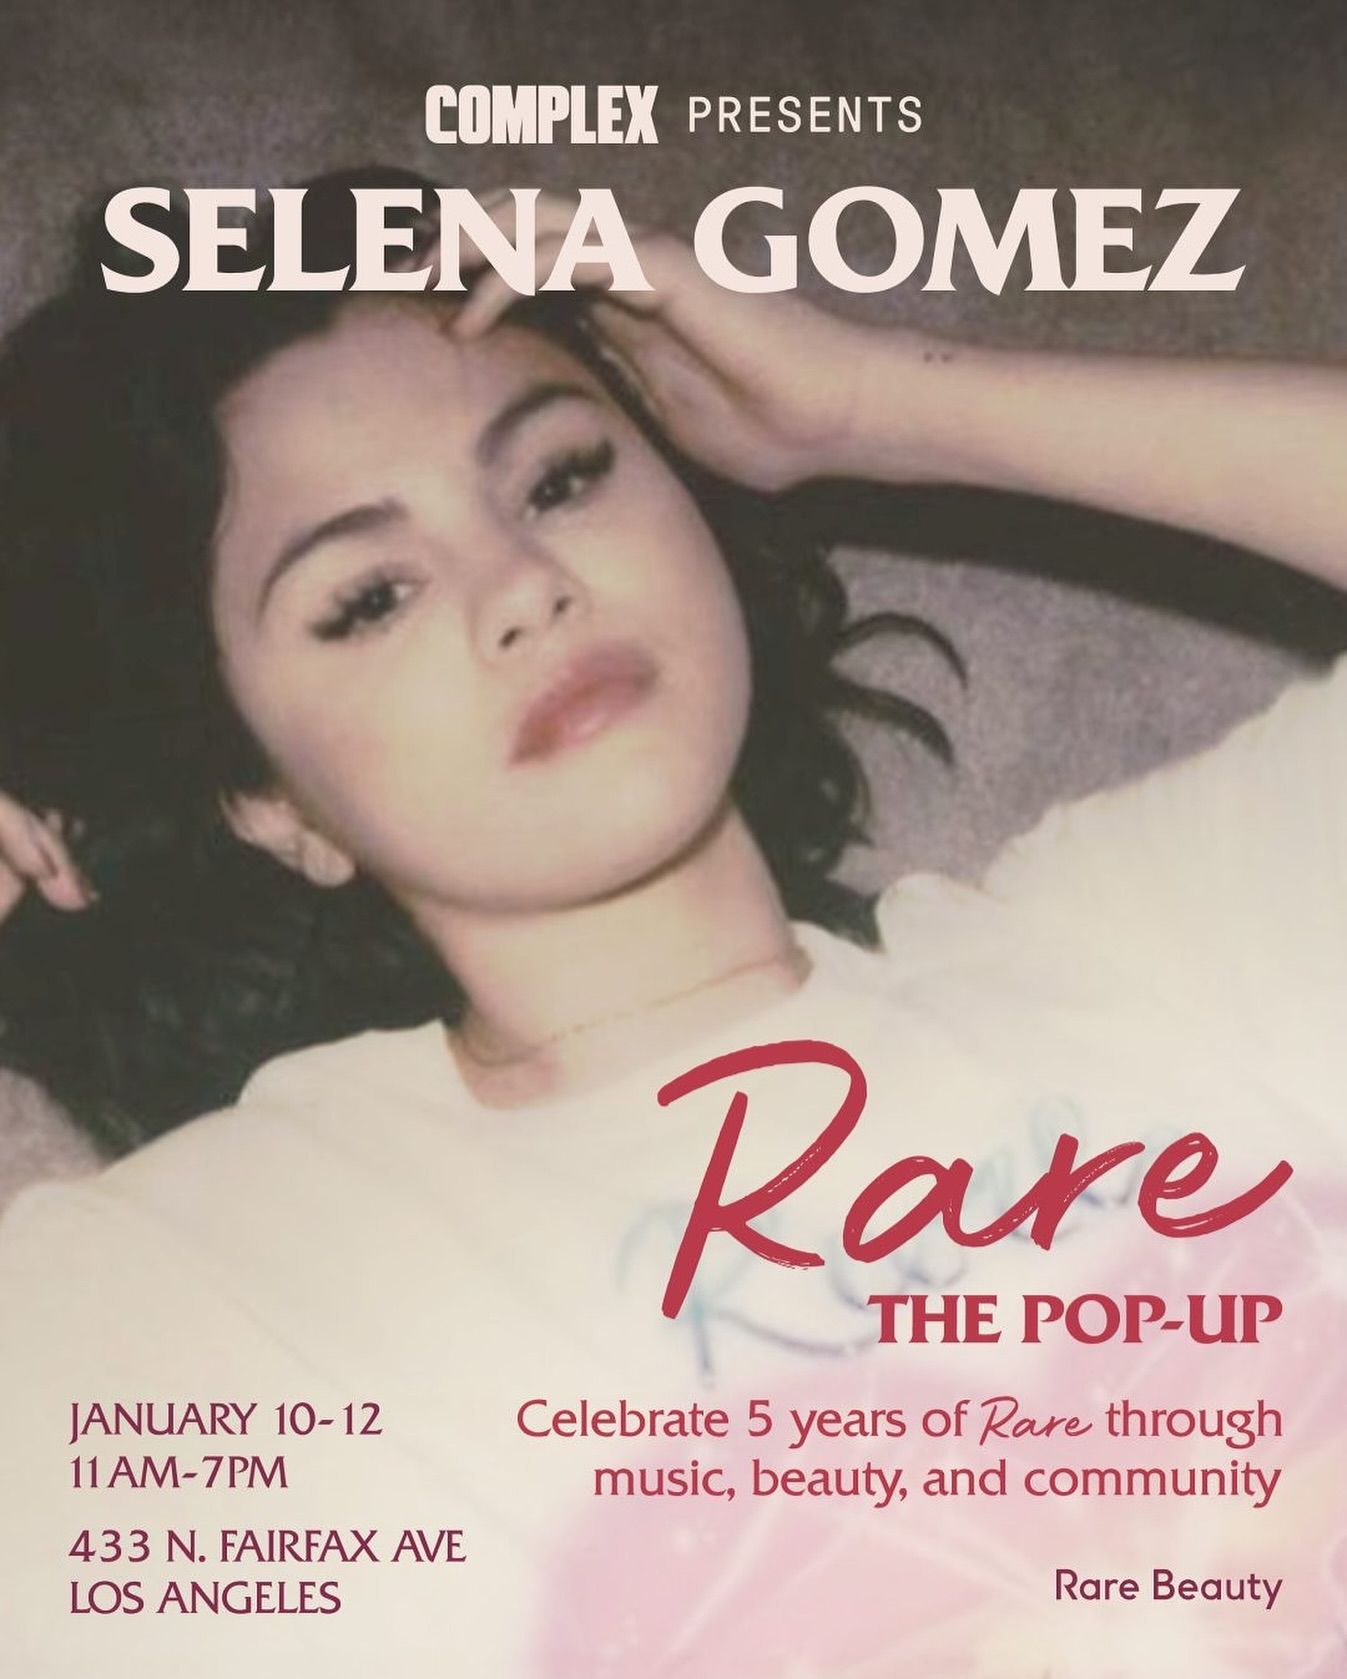 COMPLEX PRESENTS
SELENA GOMEZ
Rare
THE POP-UP
JANUARY 10-12
11AM-7PM
433 N. FAIRFAX AVE
LOS ANGELES
Celebrate 5 years of Rare through
music, beauty, and community
Rare Beauty